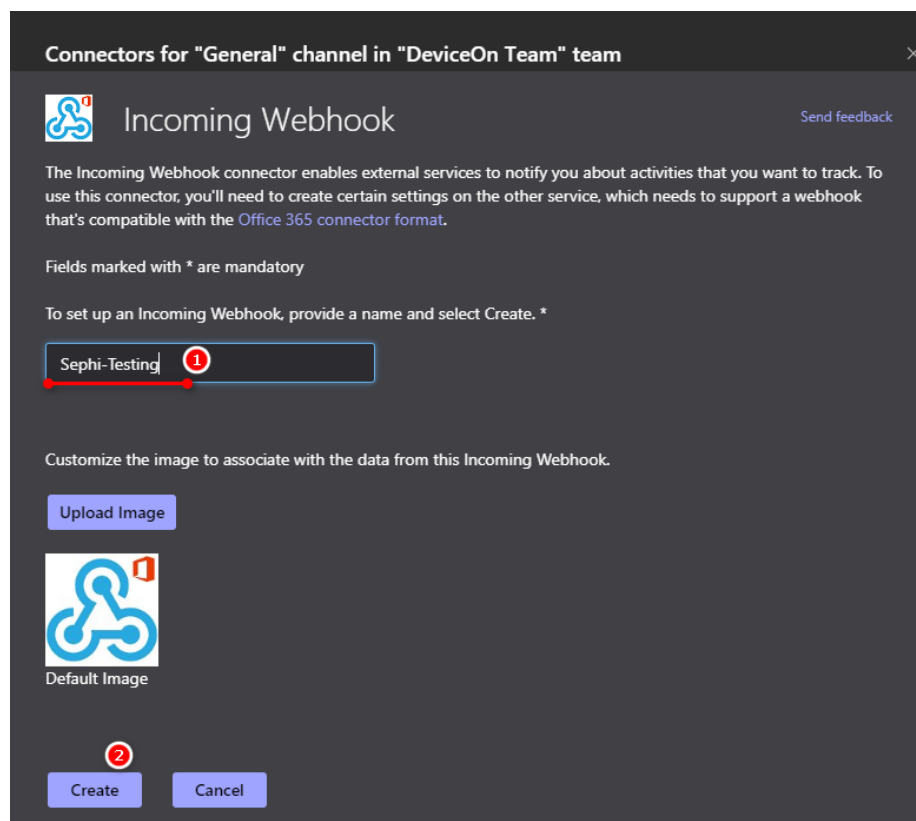 Connectors for "General" channel in "DeviceOn Team" team
Incoming Webhook
Send feedback
The Incoming Webhook connector enables external services to notify you about activities that you want to track. To
use this connector, you'll need to create certain settings on the other service, which needs to support a webhook
that's compatible with the Office 365 connector format.
Fields marked with * are mandatory
To set up an Incoming Webhook, provide a name and select Create. *
Sephi-Testing
1
Customize the image to associate with the data from this Incoming Webhook.
Upload Image
Default Image
2
Create
Cancel